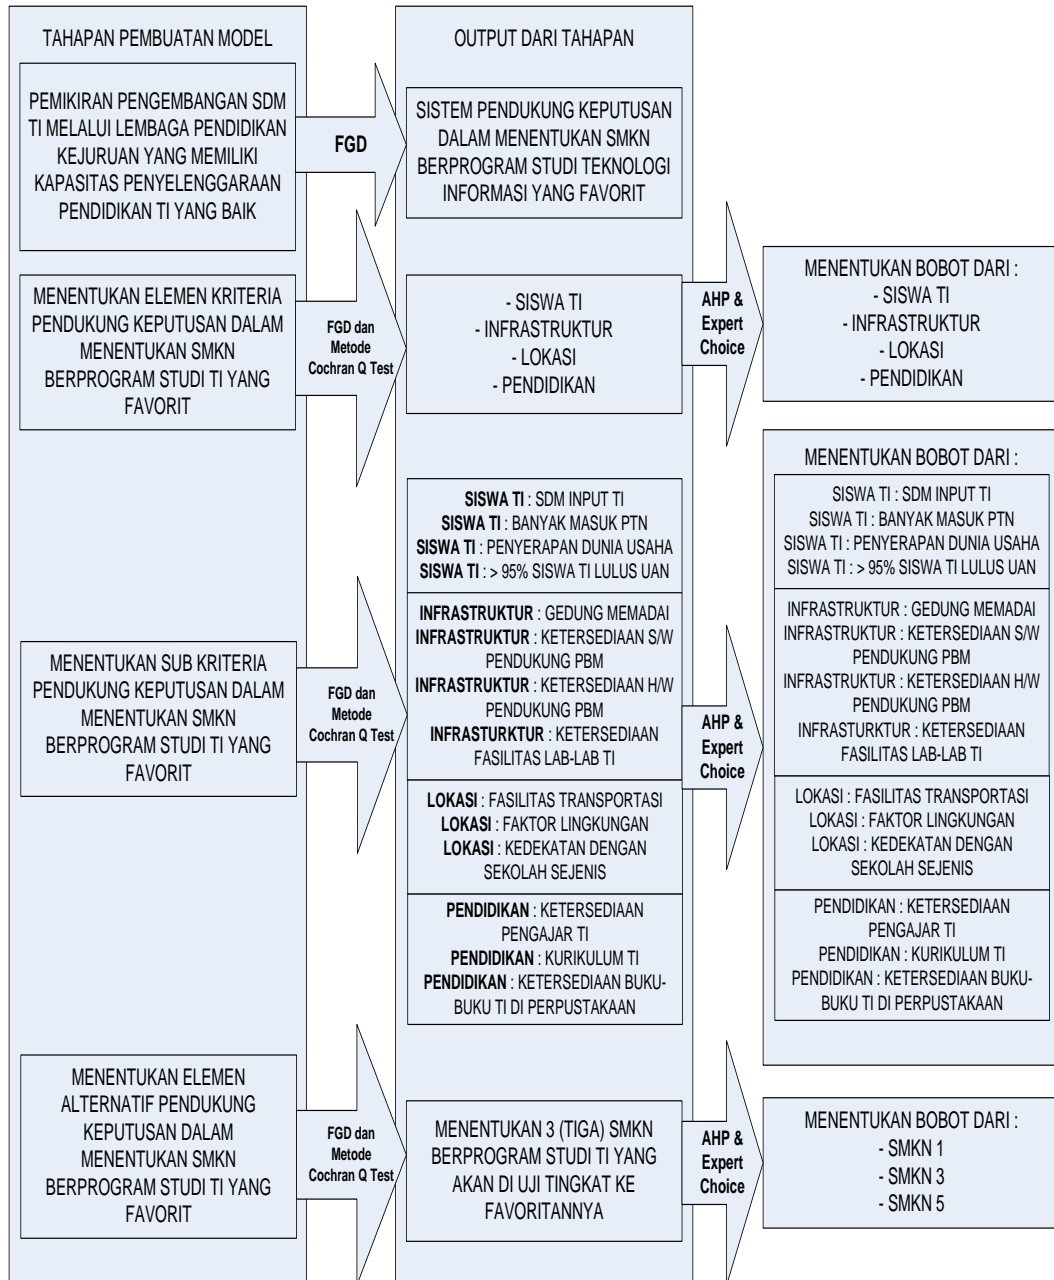 TAHAPAN PEMBUATAN MODEL
OUTPUT DARI TAHAPAN
PEMIKIRAN PENGEMBANGAN SDM
TI MELALUI LEMBAGA PENDIDIKAN
KEJURUAN YANG MEMILIKI
KAPASITAS PENYELENGGARAAN
PENDIDIKAN TI YANG BAIK
FGD
SISTEM PENDUKUNG KEPUTUSAN
DALAM MENENTUKAN SMKN
BERPROGRAM STUDI TEKNOLOGI
INFORMASI YANG FAVORIT
MENENTUKAN ELEMEN KRITERIA
PENDUKUNG KEPUTUSAN DALAM
MENENTUKAN SMKN
BERPROGRAM STUDI TI YANG
FAVORIT
FGD dan
Metode
Cochran Q Test
- SISWA TI
- INFRASTRUKTUR
- LOKASI
- PENDIDIKAN
AHP &
Expert
Choice
MENENTUKAN BOBOT DARI :
- SISWA TI
- INFRASTRUKTUR
- LOKASI
- PENDIDIKAN
MENENTUKAN SUB KRITERIA
PENDUKUNG KEPUTUSAN DALAM
MENENTUKAN SMKN
BERPROGRAM STUDI TI YANG
FAVORIT
FGD dan
Metode
Cochran Q Test
SISWA TI : SDM INPUT TI
SISWA TI : BANYAK MASUK PTN
SISWA TI : PENYERAPAN DUNIA USAHA
SISWA TI : > 95% SISWA TI LULUS UAN
INFRASTRUKTUR : GEDUNG MEMADAI
INFRASTRUKTUR : KETERSEDIAAN S/W
PENDUKUNG PBM
INFRASTRUKTUR : KETERSEDIAAN H/W
PENDUKUNG PBM
INFRASTURKTUR : KETERSEDIAAN
FASILITAS LAB-LAB TI
LOKASI : FASILITAS TRANSPORTASI
LOKASI : FAKTOR LINGKUNGAN
LOKASI : KEDEKATAN DENGAN
SEKOLAH SEJENIS
PENDIDIKAN : KETERSEDIAAN
PENGAJAR TI
PENDIDIKAN : KURIKULUM TI
PENDIDIKAN : KETERSEDIAAN BUKU-
BUKU TI DI PERPUSTAKAAN
AHP &
Expert
Choice
MENENTUKAN BOBOT DARI :
SISWA TI : SDM INPUT TI
SISWA TI : BANYAK MASUK PTN
SISWA TI : PENYERAPAN DUNIA USAHA
SISWA TI : > 95% SISWA TI LULUS UAN
INFRASTRUKTUR : GEDUNG MEMADAI
INFRASTRUKTUR : KETERSEDIAAN S/W
PENDUKUNG PBM
INFRASTRUKTUR : KETERSEDIAAN H/W
PENDUKUNG PBM
INFRASTURKTUR : KETERSEDIAAN
FASILITAS LAB-LAB TI
LOKASI : FASILITAS TRANSPORTASI
LOKASI : FAKTOR LINGKUNGAN
LOKASI : KEDEKATAN DENGAN
SEKOLAH SEJENIS
PENDIDIKAN : KETERSEDIAAN
PENGAJAR TI
PENDIDIKAN : KURIKULUM TI
PENDIDIKAN : KETERSEDIAAN BUKU-
BUKU TI DI PERPUSTAKAAN
MENENTUKAN ELEMEN
ALTERNATIF PENDUKUNG
KEPUTUSAN DALAM
MENENTUKAN SMKN
BERPROGRAM STUDI TI YANG
FAVORIT
FGD dan
Metode
Cochran Q Test
MENENTUKAN 3 (TIGA) SMKN
BERPROGRAM STUDI TI YANG
AKAN DI UJI TINGKAT KE
FAVORITANNYA
AHP &
Expert
Choice
MENENTUKAN BOBOT DARI :
- SMKN 1
- SMKN 3
- SMKN 5